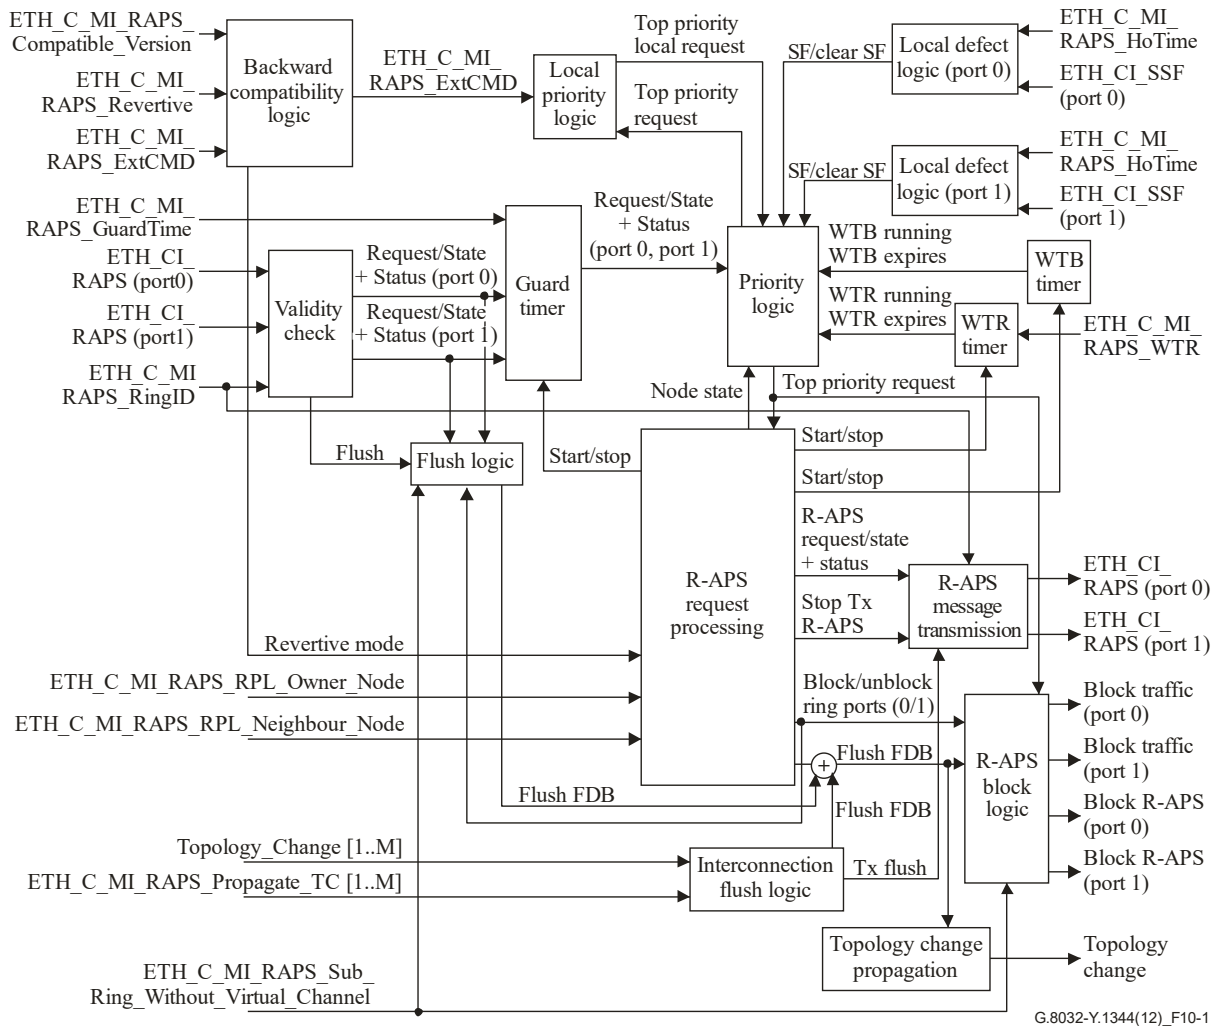 ETH_C_MI_RAPS_
Compatible_Version
ETH_C_MI_
RAPS_Revertive
ETH_C_MI_
RAPS_ExtCMD
Backward
compatibility
logic
ETH_C_MI_
RAPS_ExtCMD
Local
priority
logic
Top priority
local request
Top priority
request
SF/clear SF
Local defect
logic (port 0)
ETH_C_MI_
RAPS_HoTime
ETH_CI_SSF
(port 0)
SF/clear SF
Local defect
logic (port 1)
ETH_C_MI_
RAPS_HoTime
ETH_CI_SSF
(port 1)
ETH_C_MI_
RAPS_GuardTime
ETH_CI_
RAPS (port0)
ETH_CI_
RAPS (port1)
ETH_C_MI
RAPS_RingID
Validity
check
Request/State
+ Status (port 0)
Request/State
+ Status (port 1)
Guard
timer
Request/State
+ Status
(port 0, port 1)
Priority
logic
WTB running
WTB expires
WTB
timer
WTR running
WTR expires
WTR
timer
ETH_C_MI_
RAPS_WTR
Node state
Top priority request
Flush
Flush logic
Start/stop
Start/stop
Start/stop
R-APS
request/state
+ status
R-APS
request
processing
Stop Tx
R-APS
R-APS
message
transmission
ETH_CI_
RAPS (port 0)
ETH_CI_
RAPS (port 1)
Revertive mode
ETH_C_MI_RAPS_RPL_Owner_Node
ETH_C_MI_RAPS_RPL_Neighbour_Node
Block/unblock
ring ports (0/1)
+
Flush FDB
Flush FDB
Flush FDB
R-APS
block
logic
Block traffic
(port 0)
Block traffic
(port 1)
Block R-APS
(port 0)
Block R-APS
(port 1)
Topology_Change [1..M]
ETH_C_MI_RAPS_Propagate_TC [1..M]
Interconnection
flush logic
Tx flush
Topology change
propagation
Topology
change
ETH_C_MI_RAPS_Sub_
Ring_Without_Virtual_Channel
G.8032-Y.1344(12)_F10-1